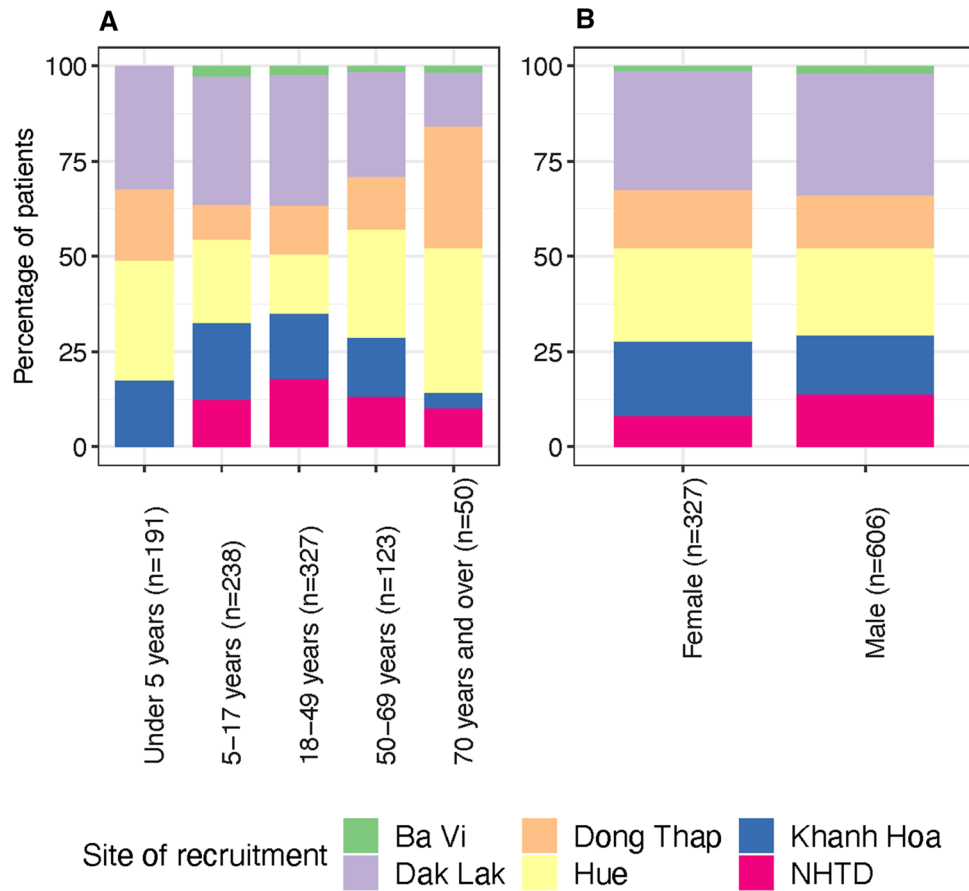 A
B
Percentage of patients
100
75
50
25
0
100
75
50
25
0
Under 5 years (n=191)
5−17 years (n=238)
18−49 years (n=327)
50−69 years (n=123)
70 years and over (n=50)
Female (n=327)
Male (n=606)
Site of recruitment
Ba Vi
Dong Thap
Khanh Hoa
Dak Lak
Hue
NHTD